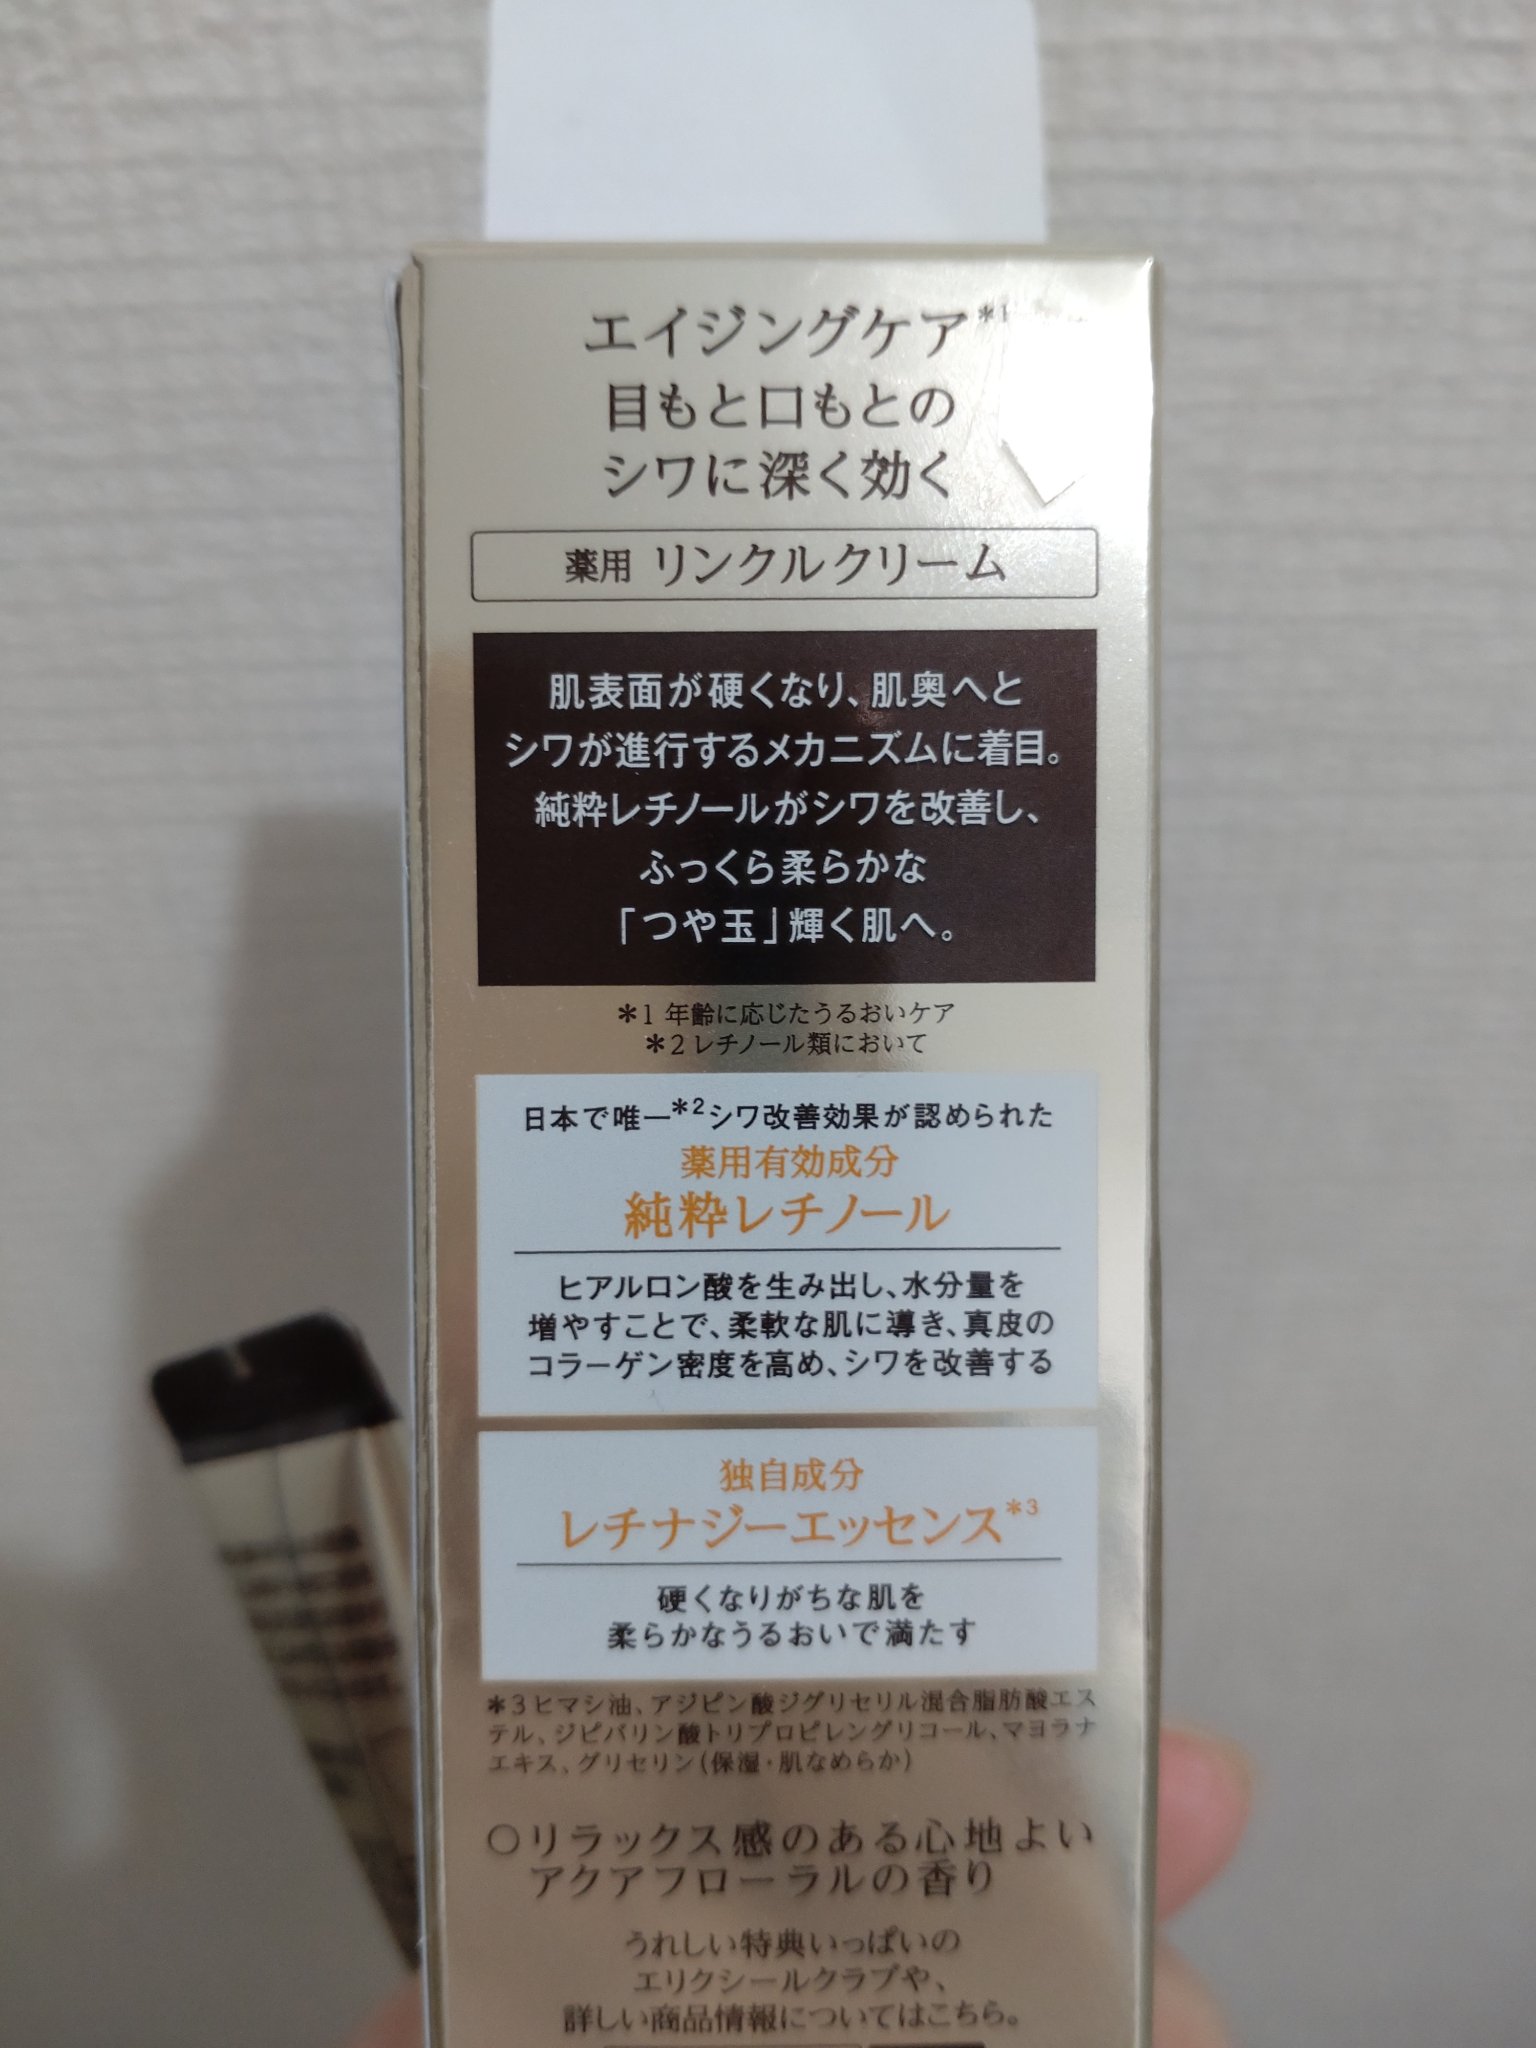 エイジングケア*1
目もと口もとの
シワに深く効く
薬用 リンクルクリーム
肌表面が硬くなり、肌奥へと
シワが進行するメカニズムに着目。
純粋レチノールがシワを改善し、
ふっくら柔らかな
「つや玉」輝く肌へ。
*1 年齢に応じたうるおいケア
*2 レチノール類において
日本で唯一*2シワ改善効果が認められた
薬用有効成分
純粋レチノール
ヒアルロン酸を生み出し、水分量を
増やすことで、柔軟な肌に導き、真皮の
コラーゲン密度を高め、シワを改善する
独自成分
レチナジーエッセンス*3
硬くなりがちな肌を
柔らかなうるおいで満たす
*3 ヒマシ油、アジピン酸ジグリセリル混合脂肪酸エス
テル、ジピバリン酸トリプロピレングリコール、マヨラナ
エキス、グリセリン(保湿・肌なめらか)
○リラックス感のある心地よい
アクアフローラルの香り
うれしい特典いっぱいの
エリクシールクラブや、
詳しい商品情報についてはこちら。